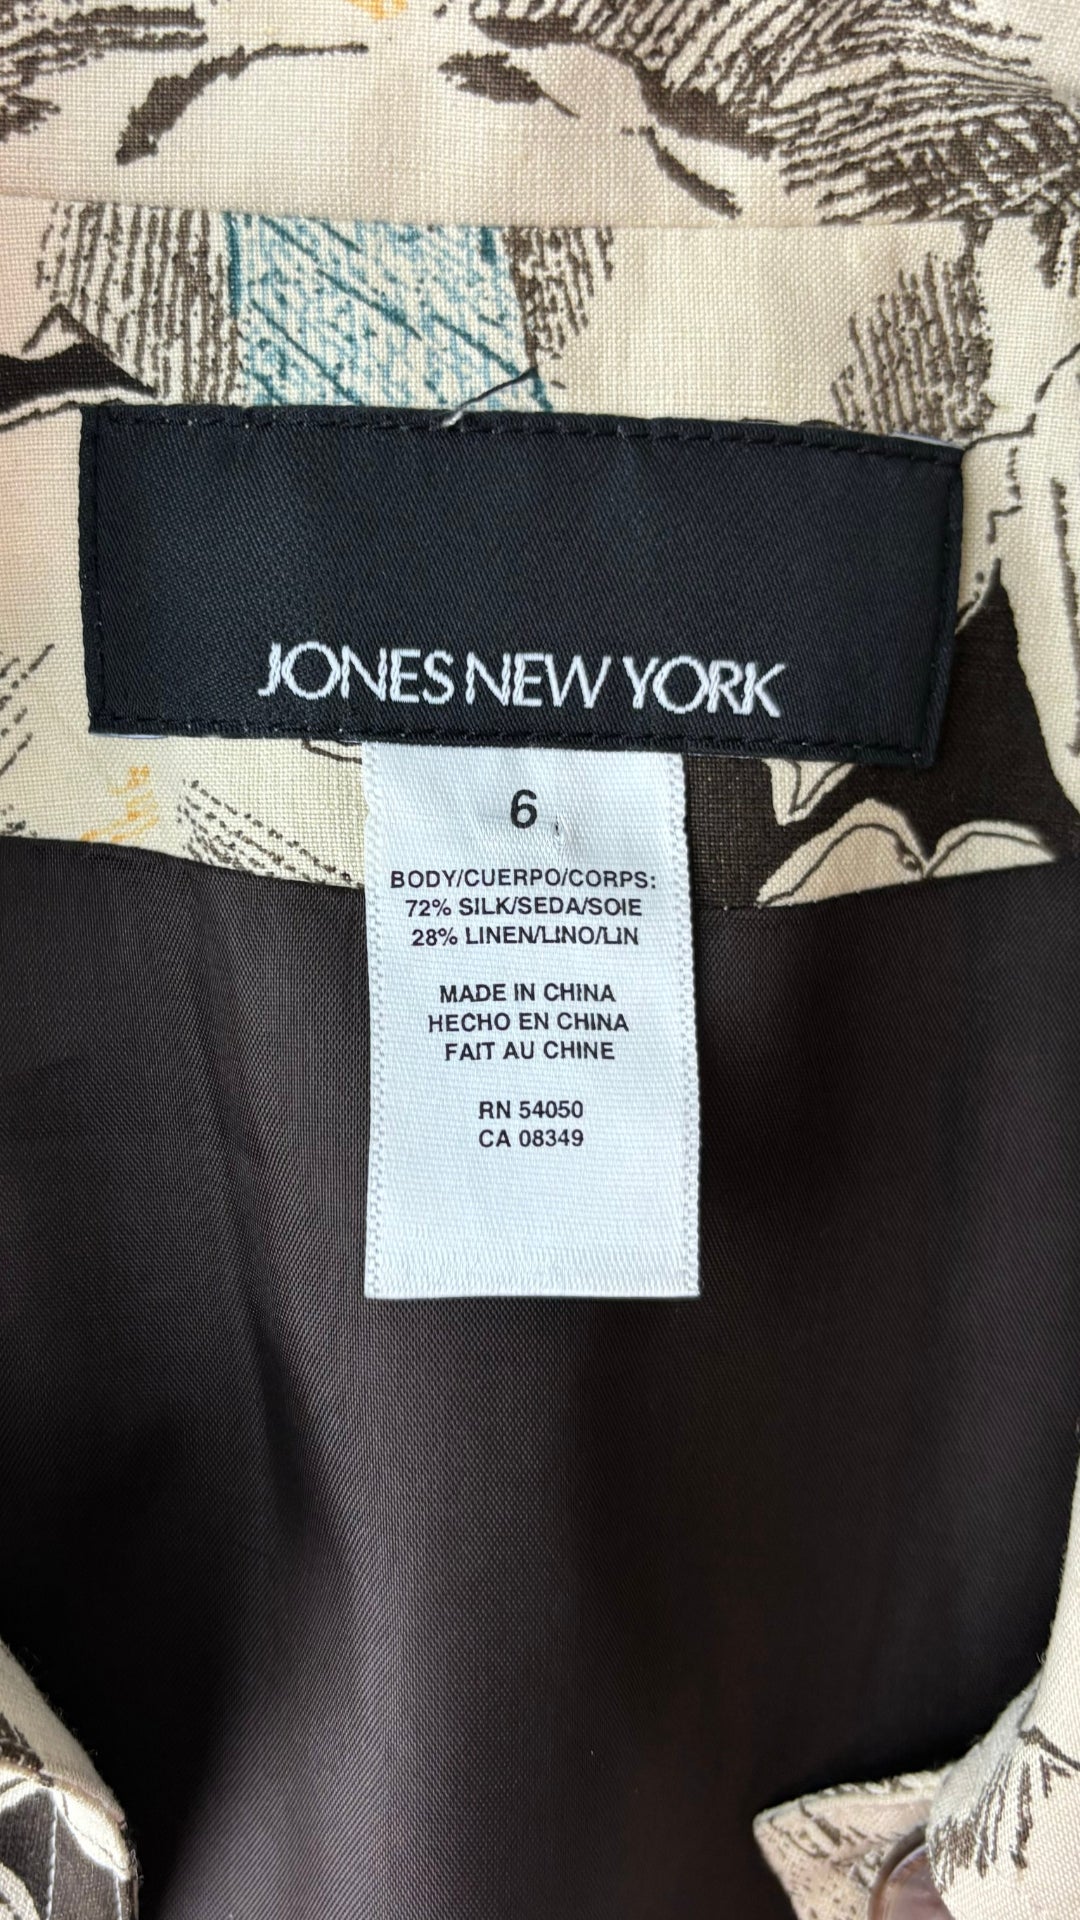 JONES NEW YORK
6
BODY/CUERPO/CORPS:
72% SILK/SEDA/SOIE
28% LINEN/LINO/LIN
MADE IN CHINA
HECHO EN CHINA
FAIT AU CHINE
RN 54050
CA 08349